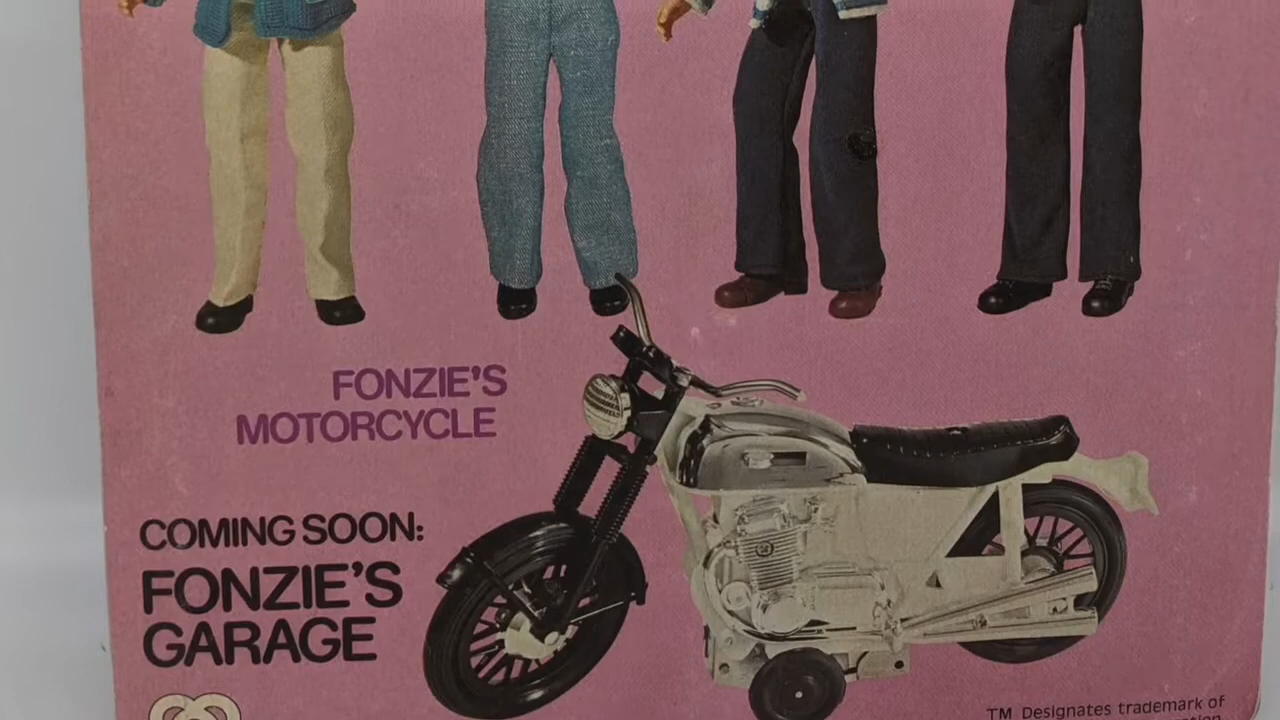 FONZIE'S
MOTORCYCLE
COMING SOON:
FONZIE'S
GARAGE
TM Designates trademark of